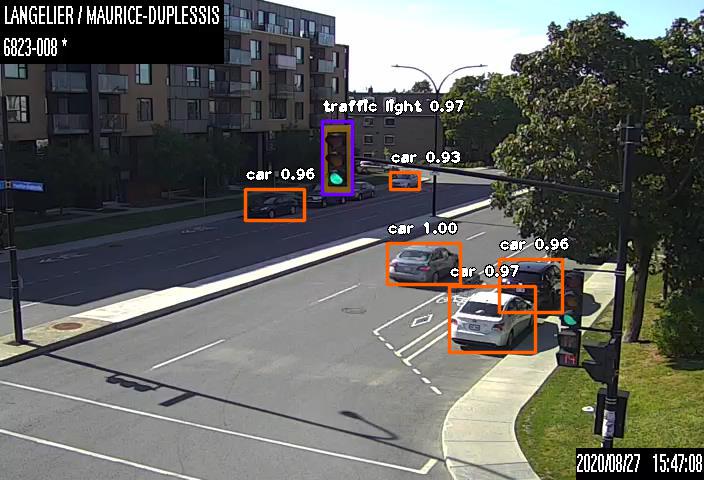 LANGELIER / MAURICE-DUPLESSIS
6823-008 *
traffic light 0.97
car 0.93
car 0.96
car 1.00
car 0.96
car 0.97
14
2020/08/27 15:47:08